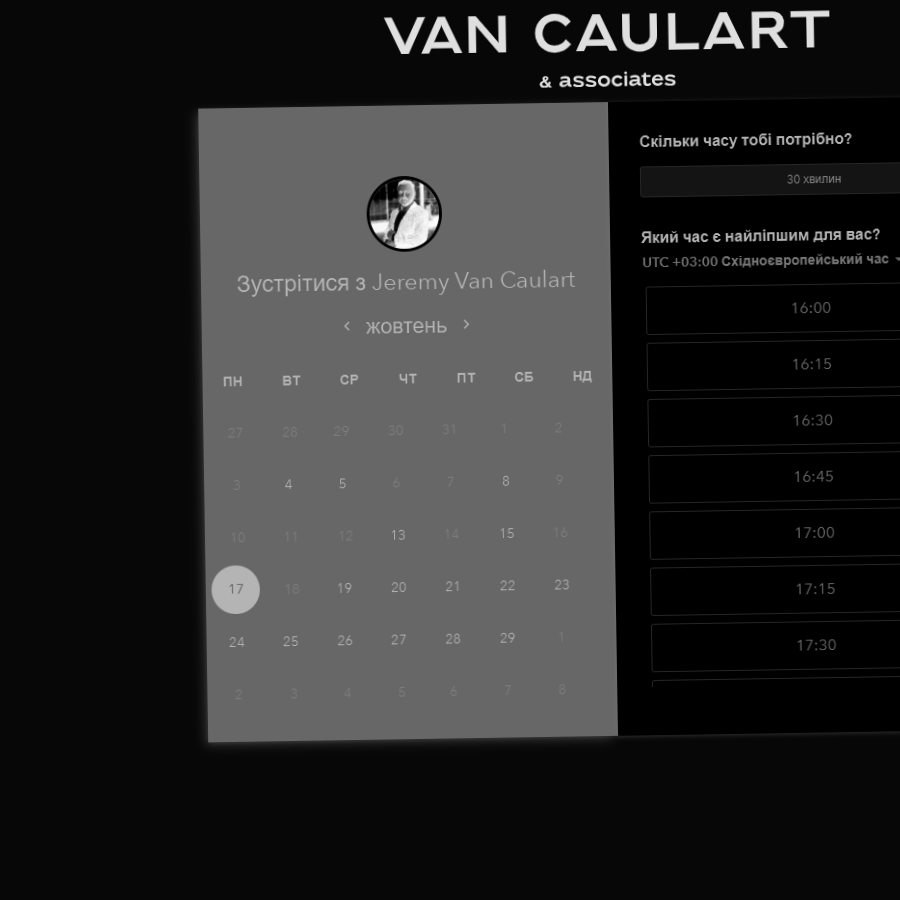 VAN CAULART
& associates
Зустрітися з Jeremy Van Caulart
жовтень
ПН ВТ СР ЧТ ПТ СБ НД
27 28 29 30 31 1 2
3 4 5 6 7 8 9
10 11 12 13 14 15 16
17 18 19 20 21 22 23
24 25 26 27 28 29 1
2 3 4 5 6 7 8
Скільки часу тобі потрібно?
30 хвилин
Який час є найліпшим для вас?
UTC +03:00 Східноєвропейський час
16:00
16:15
16:30
16:45
17:00
17:15
17:30